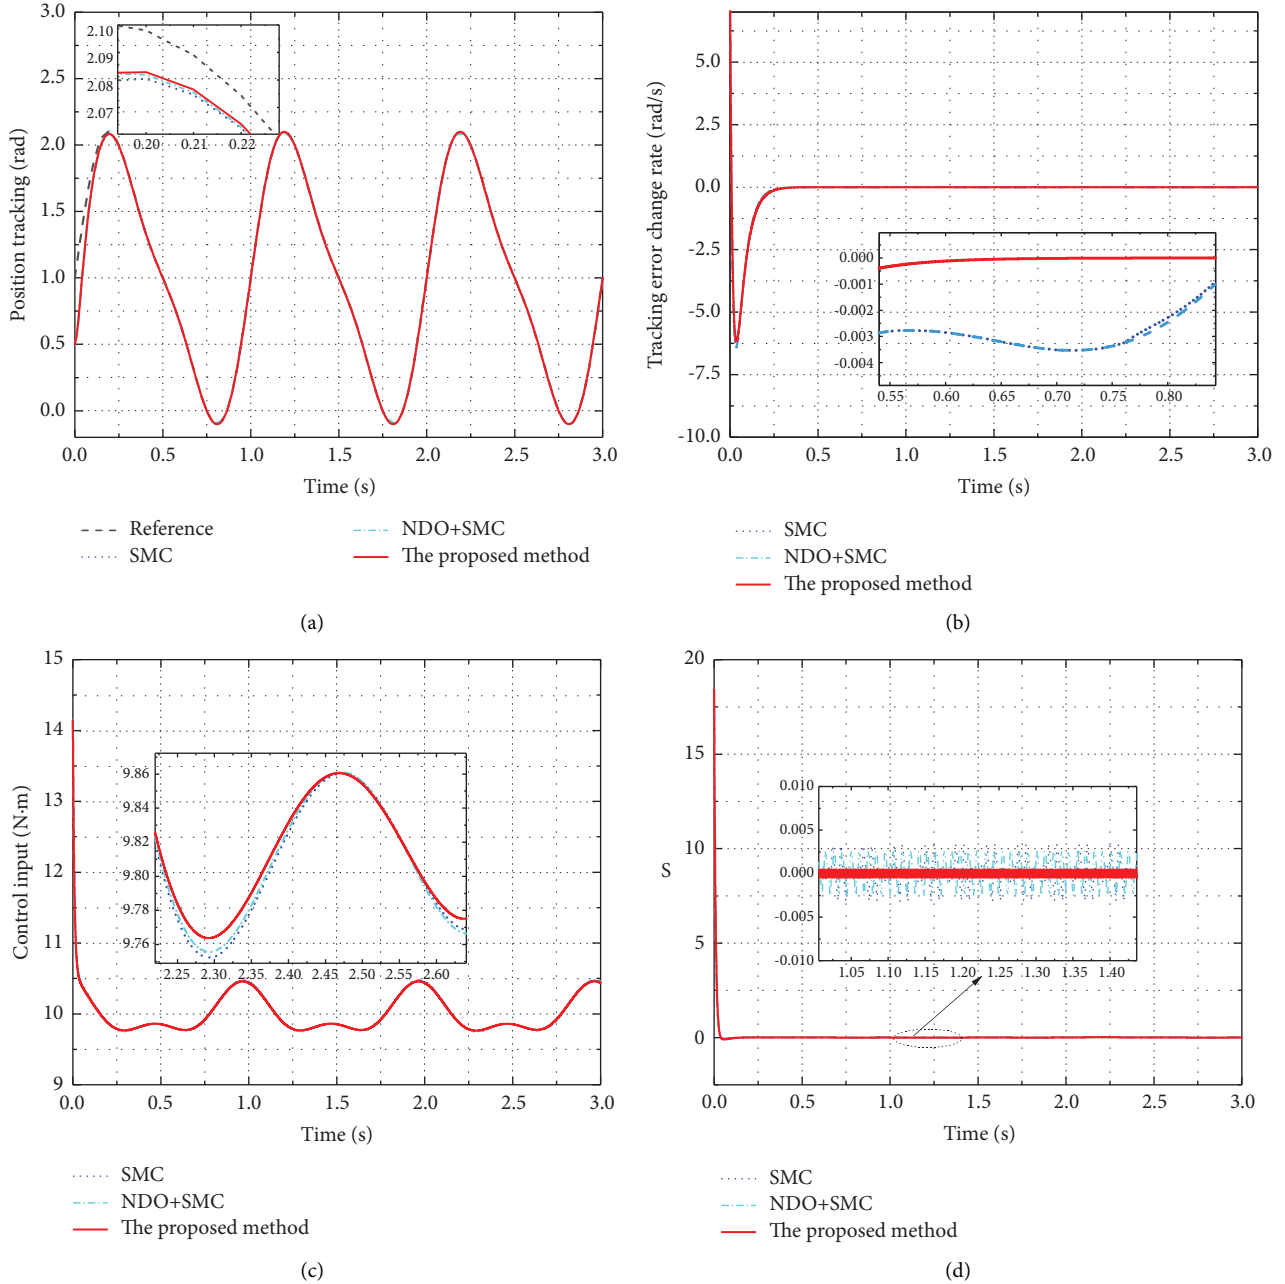 3.0
2.5
2.0
1.5
1.0
0.5
0.0
Position tracking (rad)
2.10
2.09
2.08
2.07
0.20 0.21 0.22
0.0 0.5 1.0 1.5 2.0 2.5 3.0
Time (s)
Reference
SMC
NDO+SMC
The proposed method
(a)
7.5
5.0
2.5
0.0
-2.5
-5.0
-7.5
-10.0
Tracking error change rate (rad/s)
0.000
-0.001
-0.003
-0.004
0.55 0.60 0.65 0.70 0.75 0.80
0.0 0.5 1.0 1.5 2.0 2.5 3.0
Time (s)
SMC
NDO+SMC
The proposed method
(b)
15
14
13
12
11
10
9
Control input (N·m)
9.86
9.84
9.82
9.80
9.78
9.76
2.25 2.30 2.35 2.40 2.45 2.50 2.55 2.60
0.0 0.5 1.0 1.5 2.0 2.5 3.0
Time (s)
SMC
NDO+SMC
The proposed method
(c)
20
15
10
5
0
S
0.010
0.005
0.000
-0.005
-0.010
1.05 1.10 1.15 1.20 1.25 1.30 1.35 1.40
0.0 0.5 1.0 1.5 2.0 2.5 3.0
Time (s)
SMC
NDO+SMC
The proposed method
(d)